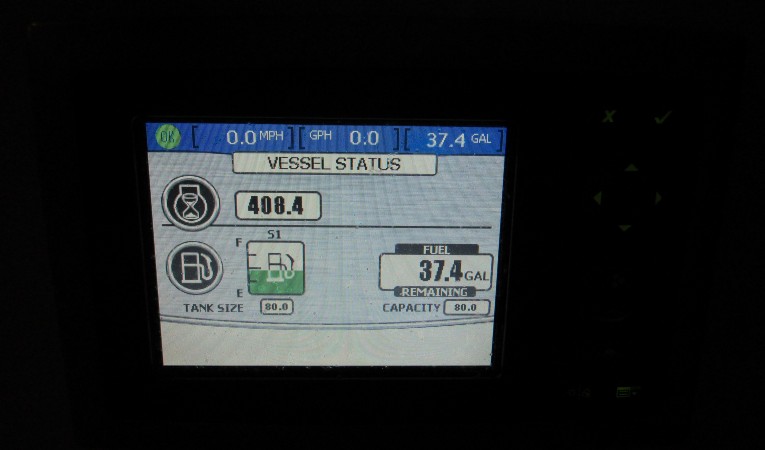 OK [ 0.0 MPH ] [ GPH 0.0 ] [ 37.4 GAL ]
VESSEL STATUS
408.4
S1
F
E
TANK SIZE 80.0
FUEL
37.4 GAL
REMAINING
CAPACITY 80.0